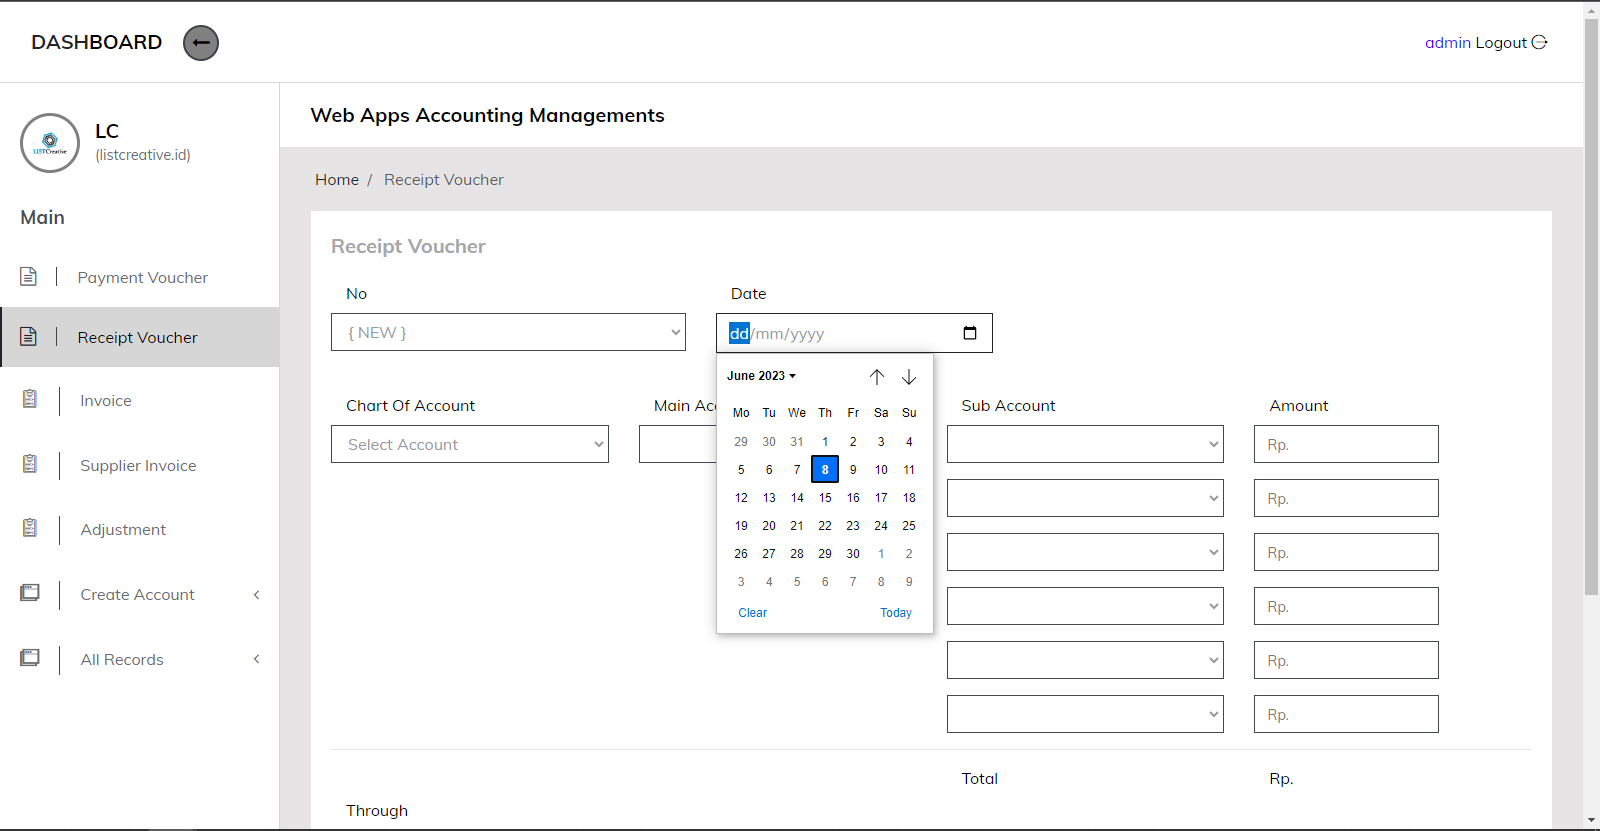 DASHBOARD
admin Logout
LISTCreative
LC
(listcreative.id)
Main
Payment Voucher
Receipt Voucher
Invoice
Supplier Invoice
Adjustment
Create Account
All Records
Web Apps Accounting Managements
Home / Receipt Voucher
Receipt Voucher
No
Date
{ NEW }
dd/mm/yyyy
June 2023
Mo Tu We Th Fr Sa Su
29 30 31 1 2 3 4
5 6 7 8 9 10 11
12 13 14 15 16 17 18
19 20 21 22 23 24 25
26 27 28 29 30 1 2
3 4 5 6 7 8 9
Clear Today
Chart Of Account
Main Acc
Sub Account
Amount
Select Account
Rp.
Rp.
Rp.
Rp.
Rp.
Rp.
Total
Rp.
Through